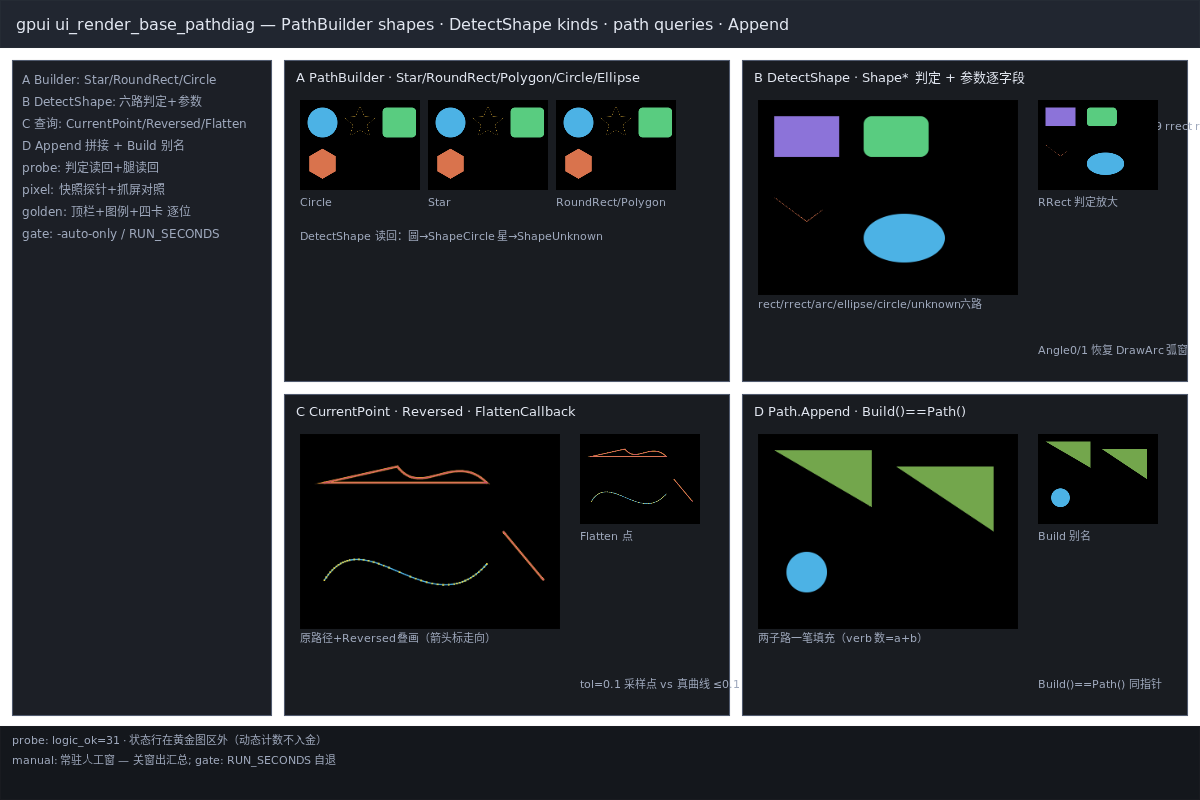 gpui ui_render_base_pathdiag — PathBuilder shapes · DetectShape kinds · path queries · Append
A Builder: Star/RoundRect/Circle
B DetectShape: 六路判定+参数
C 查询: CurrentPoint/Reversed/Flatten
D Append 拼接 + Build 别名
probe: 判定读回+腿读回
pixel: 快照探针+抓屏对照
golden: 顶栏+图例+四卡 逐位
gate: -auto-only / RUN_SECONDS
A PathBuilder · Star/RoundRect/Polygon/Circle/Ellipse
Circle
Star
RoundRect/Polygon
DetectShape 读回: 圆→ShapeCircle 星→ShapeUnknown
B DetectShape · Shape* 判定 + 参数逐字段
9 rrect r
RRect 判定放大
rect/rrect/arc/ellipse/circle/unknown六路
Angle0/1 恢复 DrawArc 弧窗
C CurrentPoint · Reversed · FlattenCallback
Flatten 点
原路径+Reversed叠画（箭头标走向）
tol=0.1 采样点 vs 真曲线 ≤0.1
D Path.Append · Build()==Path()
Build 别名
两子路一笔填充（verb数=a+b）
Build()==Path() 同指针
probe: logic_ok=31 · 状态行在黄金图区外（动态计数不入金）
manual: 常驻人工窗 — 关窗出汇总; gate: RUN_SECONDS 自退